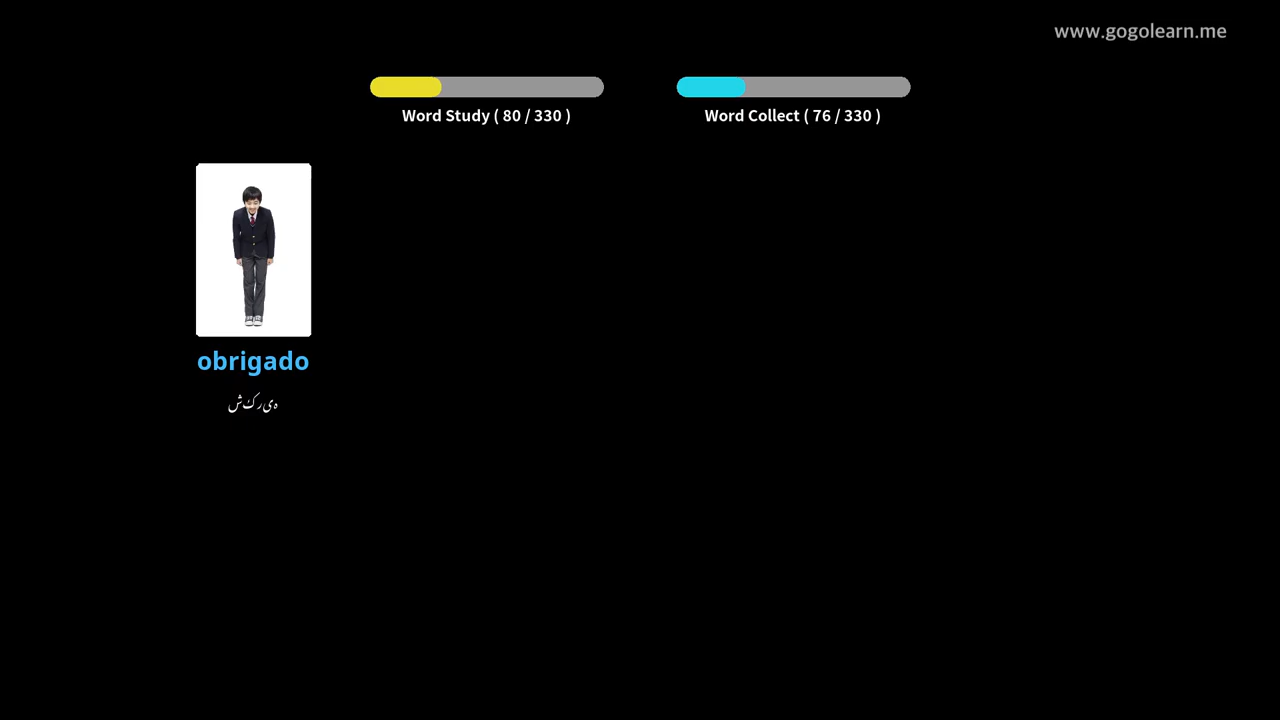 www.gogolearn.me
Word Study ( 80 / 330 )
Word Collect ( 76 / 330 )
obrigado
شکریہ